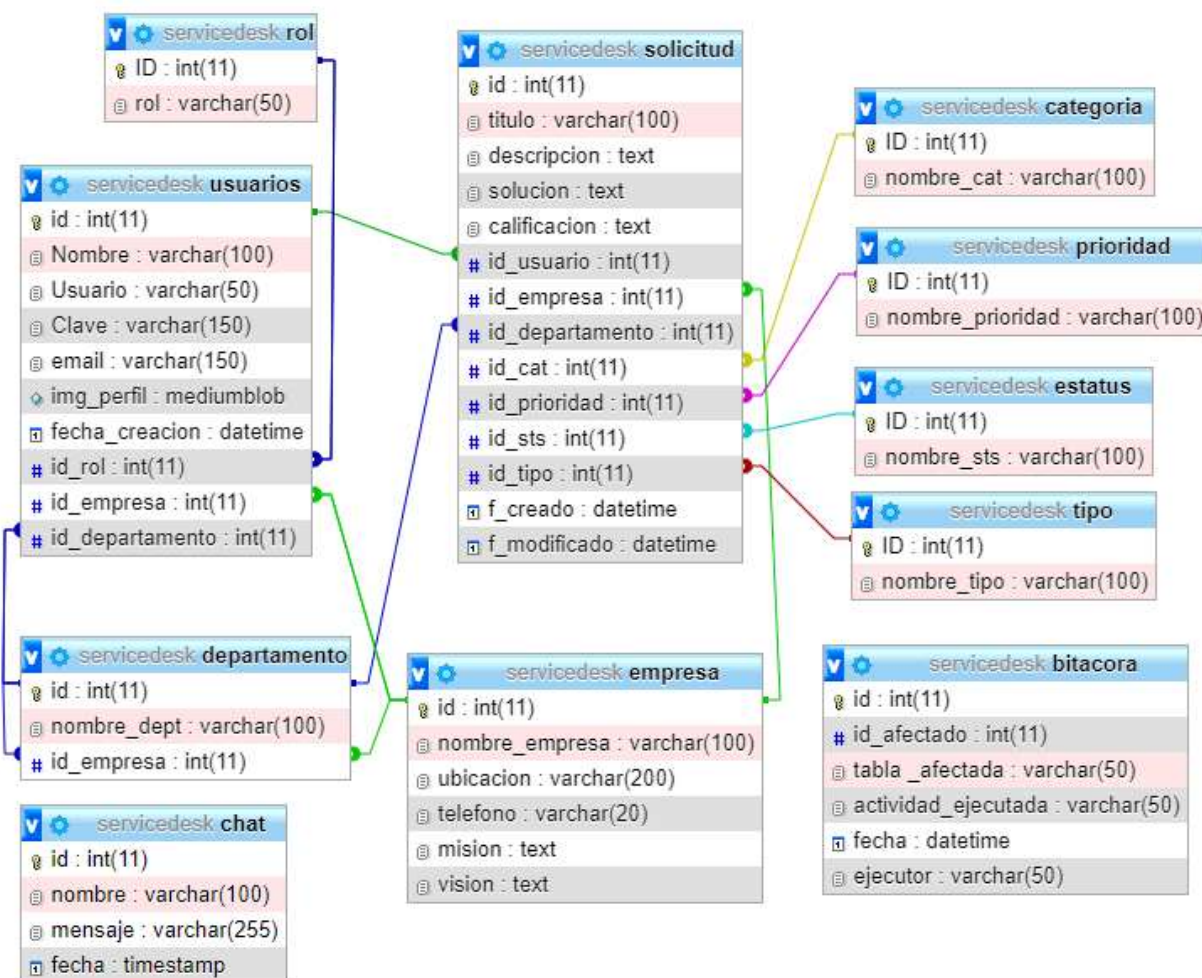 servicedesk rol
ID : int(11)
rol : varchar(50)
servicedesk usuarios
id : int(11)
Nombre : varchar(100)
Usuario : varchar(50)
Clave : varchar(150)
email : varchar(150)
img_perfil : mediumblob
fecha_creacion : datetime
id_rol : int(11)
id_empresa : int(11)
id_departamento : int(11)
servicedesk departamento
id : int(11)
nombre_dept : varchar(100)
id_empresa : int(11)
servicedesk chat
id : int(11)
nombre : varchar(100)
mensaje : varchar(255)
fecha : timestamp
servicedesk solicitud
id : int(11)
titulo : varchar(100)
descripcion : text
solucion : text
calificacion : text
id_usuario : int(11)
id_empresa : int(11)
id_departamento : int(11)
id_cat : int(11)
id_prioridad : int(11)
id_sts : int(11)
id_tipo : int(11)
f_creado : datetime
f_modificado : datetime
servicedesk empresa
id : int(11)
nombre_empresa : varchar(100)
ubicacion : varchar(200)
telefono : varchar(20)
mision : text
vision : text
servicedesk categoria
ID : int(11)
nombre_cat : varchar(100)
servicedesk prioridad
ID : int(11)
nombre_prioridad : varchar(100)
servicedesk estatus
ID : int(11)
nombre_sts : varchar(100)
servicedesk tipo
ID : int(11)
nombre_tipo : varchar(100)
servicedesk bitacora
id : int(11)
id_afectado : int(11)
tabla _afectada : varchar(50)
actividad_ejecutada : varchar(50)
fecha : datetime
ejecutor : varchar(50)